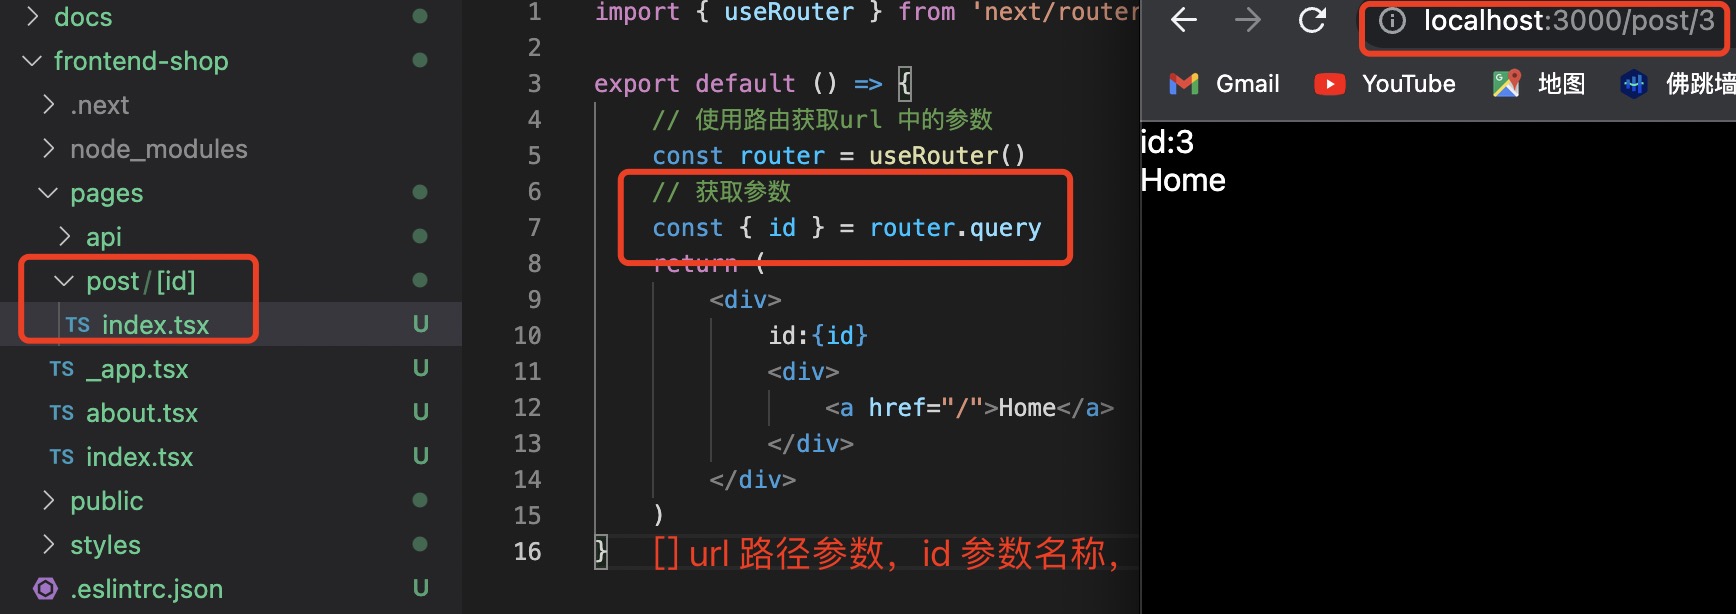 docs
frontend-shop
.next
node_modules
pages
api
post/[id]
TS index.tsx U
TS _app.tsx U
TS about.tsx U
TS index.tsx U
public
styles
.eslintrc.json U
1 import { useRouter } from 'next/router
2
3 export default () => {
4 // 使用路由获取url 中的参数
5 const router = useRouter()
6 // 获取参数
7 const { id } = router.query
8 return (
9 <div>
10 id:{id}
11 <div>
12 <a href="/">Home</a>
13 </div>
14 </div>
15 )
16 }
[] url 路径参数，id 参数名称，
localhost:3000/post/3
Gmail YouTube 地图 佛跳墙
id:3
Home